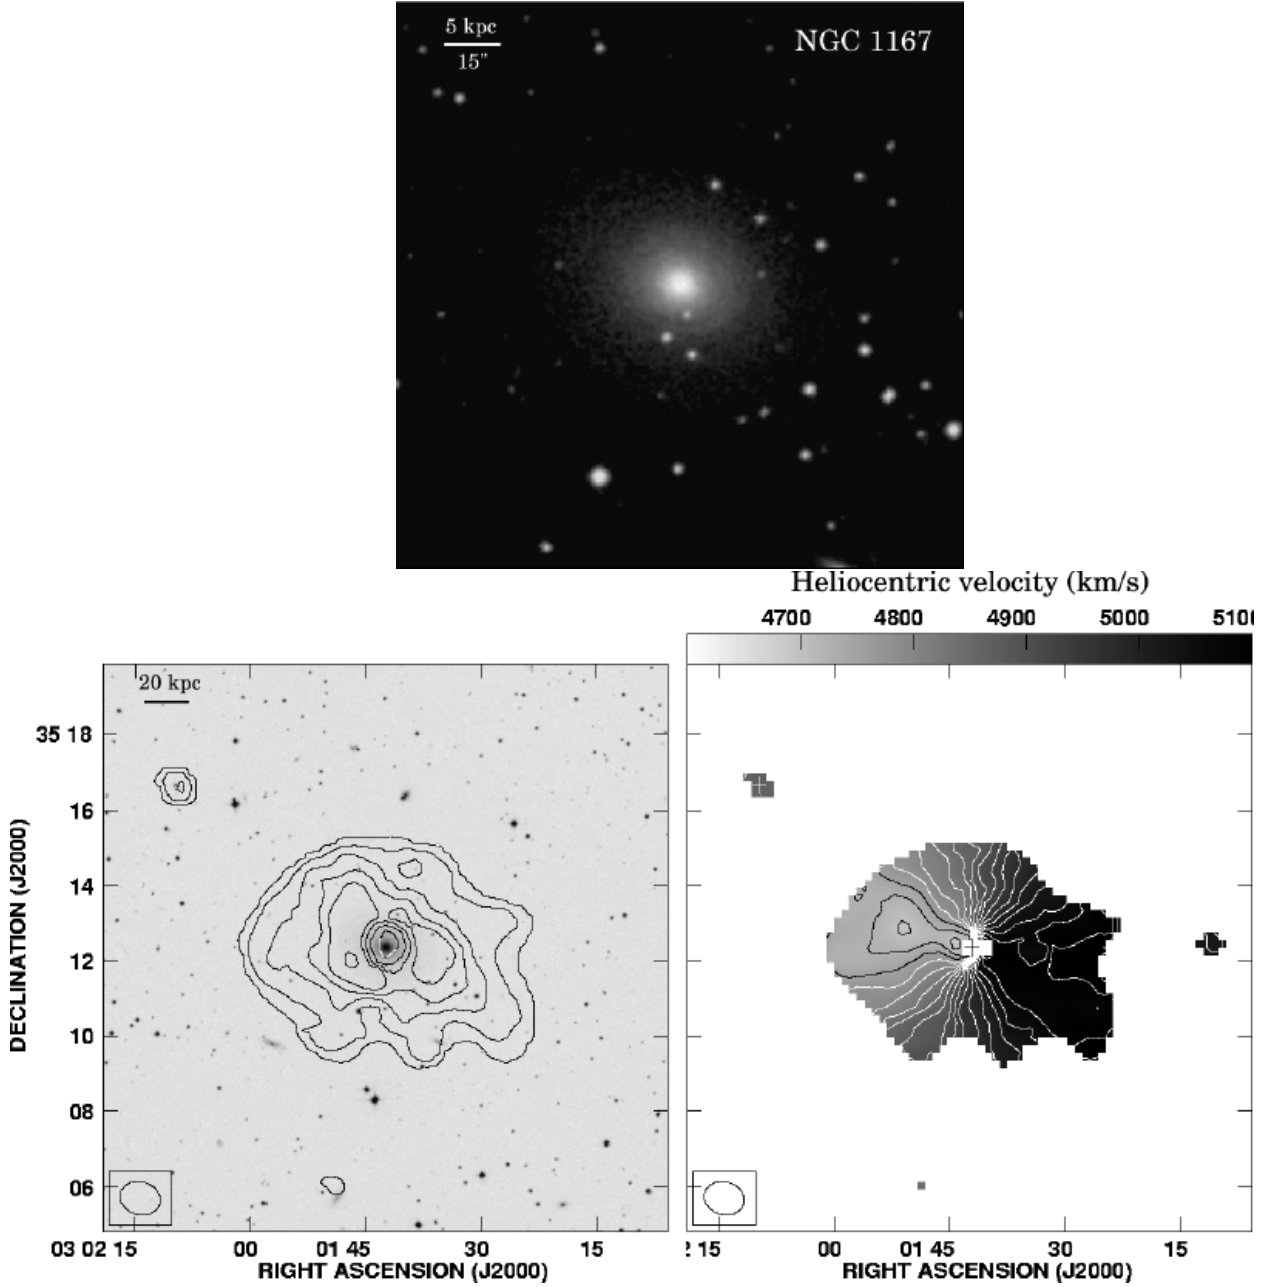 5 kpc
NGC 1167
15"
Heliocentric velocity (km/s)
4700 4800 4900 5000 510
20 kpc
35 18
16
14
12
10
08
06
DECLINATION (J2000)
03 02 15 00 01 45 30 15
RIGHT ASCENSION (J2000)
2 15 00 01 45 30 15
RIGHT ASCENSION (J2000)